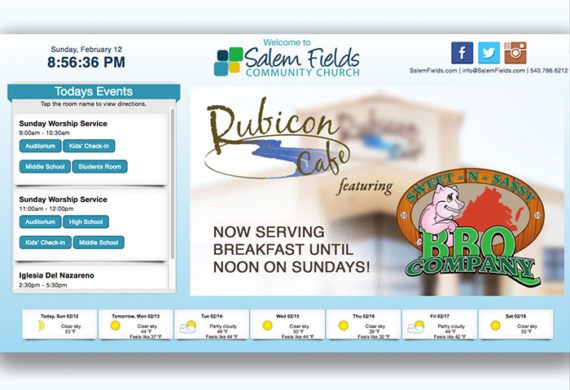 Sunday, February 12
8:56:36 PM
Welcome to
Salem Fields
COMMUNITY CHURCH
SalemFields.com | info@SalemFields.com | 540.786.6212
Todays Events
Tap the room name to view directions.
Sunday Worship Service
9:00am - 10:30am
Auditorium
Kids' Check-in
Middle School
Students Room
Sunday Worship Service
11:00am - 12:00pm
Auditorium
High School
Kids' Check-in
Middle School
Iglesia Del Nazareno
2:30pm - 5:30pm
Rubicon
Cafe
Rubicon
Cafe
featuring
SWEET-N-SASSY
BBQ
COMPANY
NOW SERVING
BREAKFAST UNTIL
NOON ON SUNDAYS!
Today, Sun 02/12
Clear sky
53 °F
Tomorrow, Mon 02/13
Clear sky
44 °F
Feels like 37 °F
Tue 02/14
Partly cloudy
48 °F
Feels like 44 °F
Wed 02/15
Clear sky
50 °F
Feels like 44 °F
Thu 02/16
Clear sky
39 °F
Feels like 32 °F
Fri 02/17
Partly cloudy
44 °F
Feels like 42 °F
Sat 02/18
Clear sky
55 °F